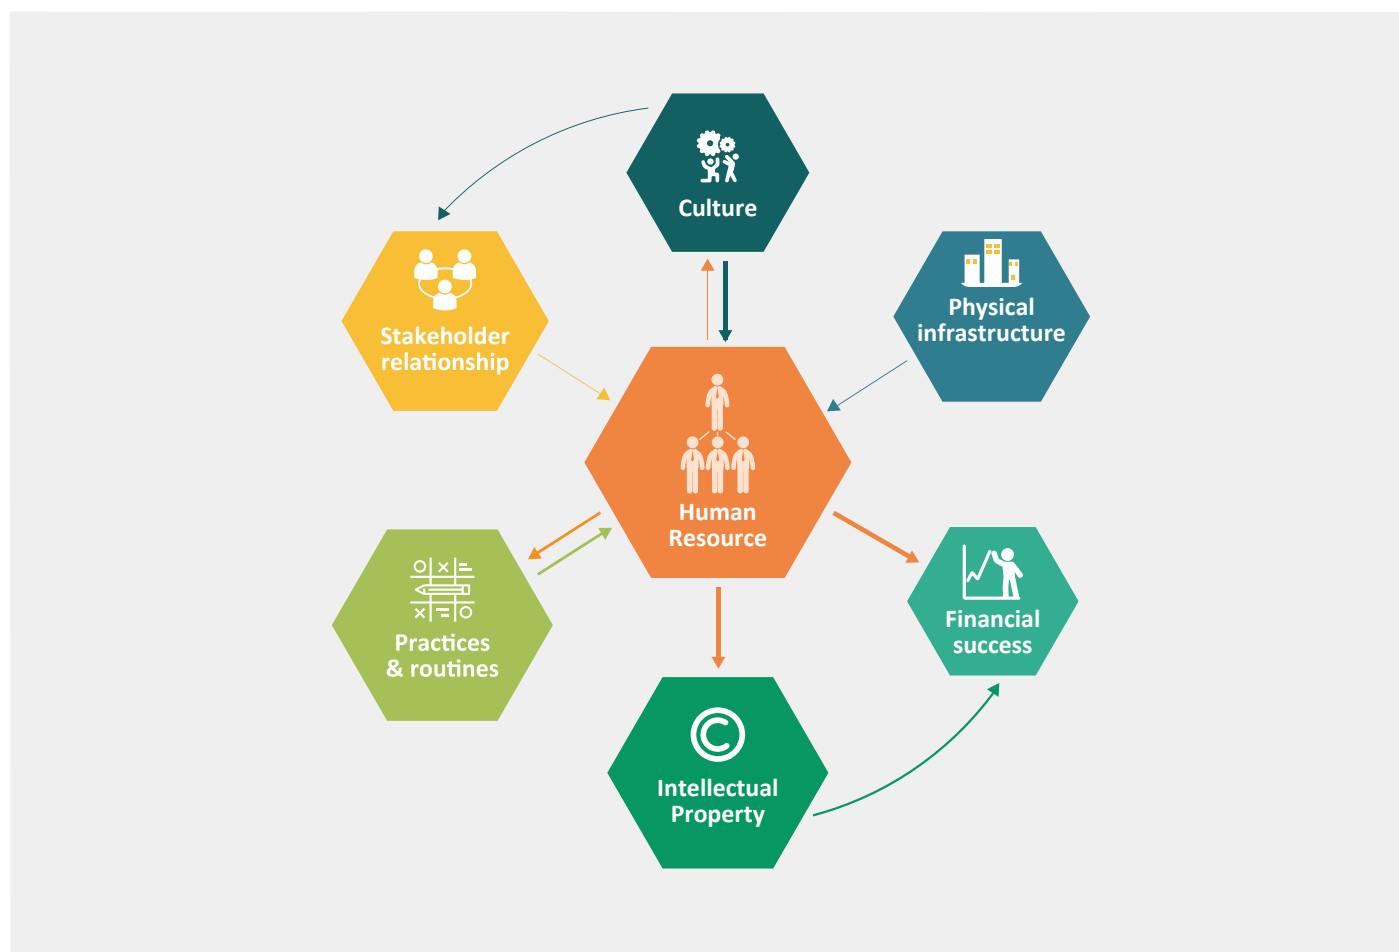 Culture
Stakeholder
relationship
Physical
infrastructure
Human
Resource
Practices
& routines
Financial
success
Intellectual
Property